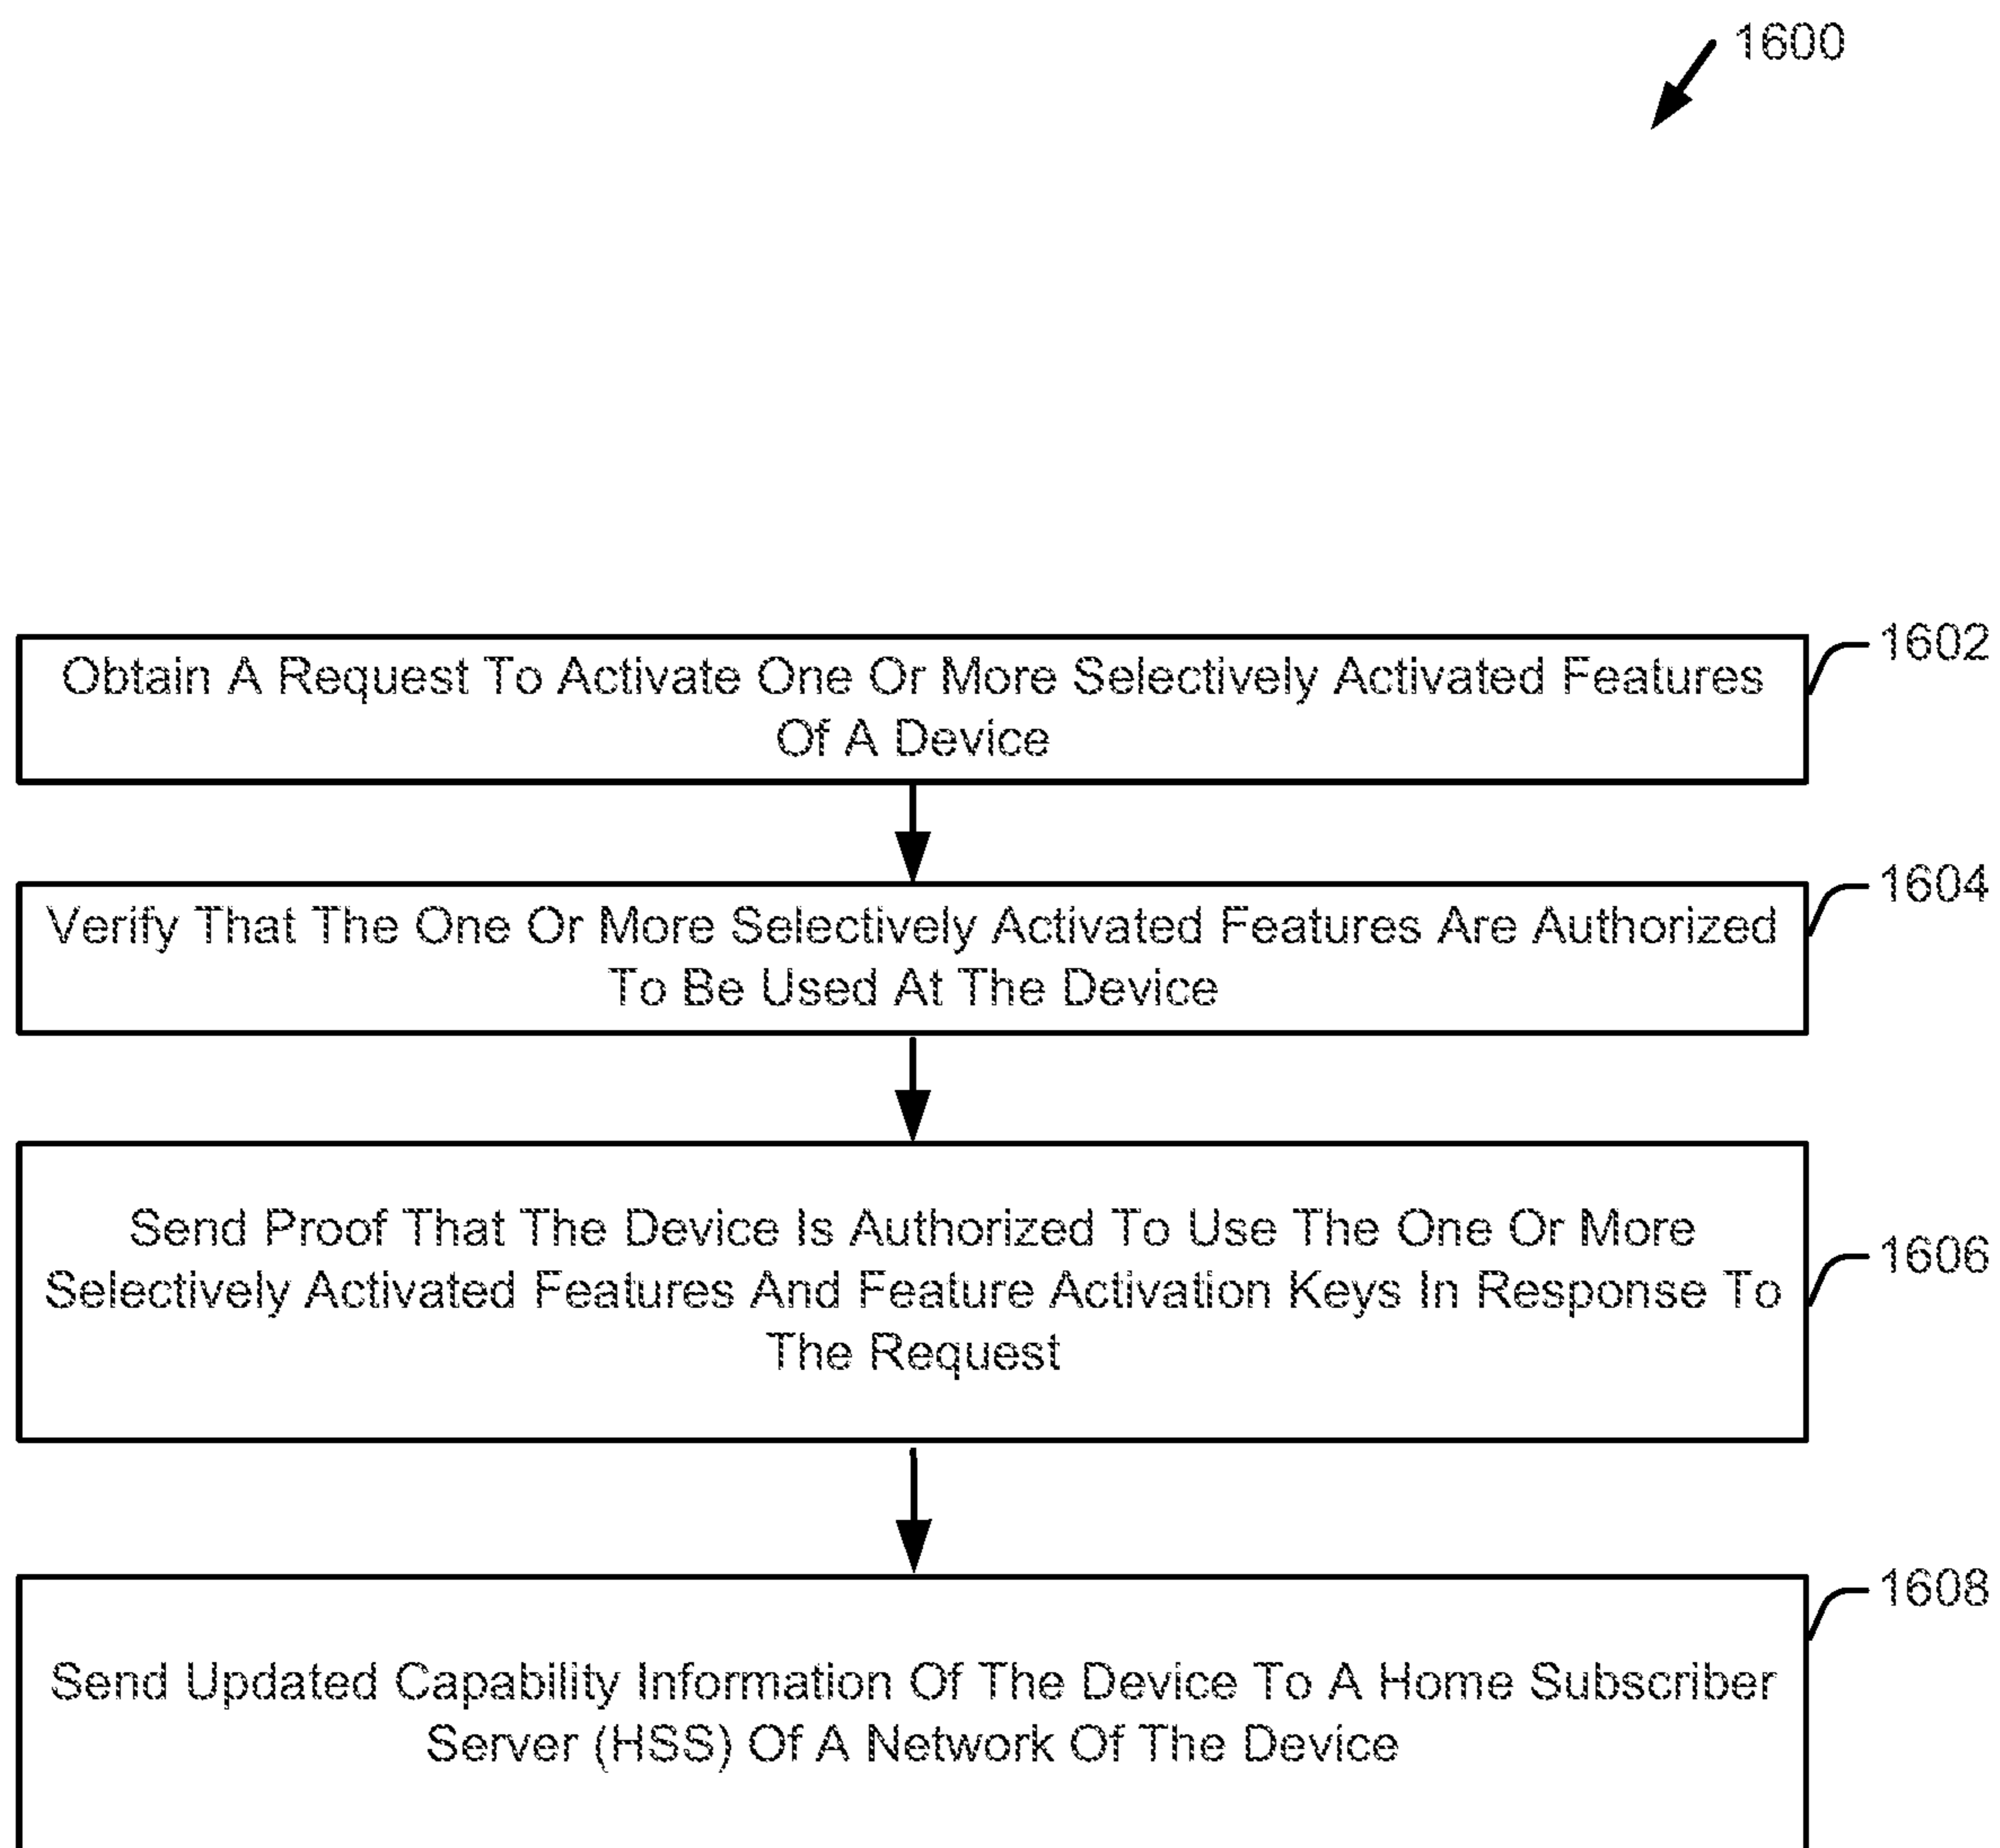 1600
Obtain A Request To Activate One Or More Selectively Activated Features
Of A Device
1602
Verify That The One Or More Selectively Activated Features Are Authorized
To Be Used At The Device
1604
Send Proof That The Device Is Authorized To Use The One Or More
Selectively Activated Features And Feature Activation Keys In Response To
The Request
1606
Send Updated Capability Information Of The Device To A Home Subscriber
Server (HSS) Of A Network Of The Device
1608